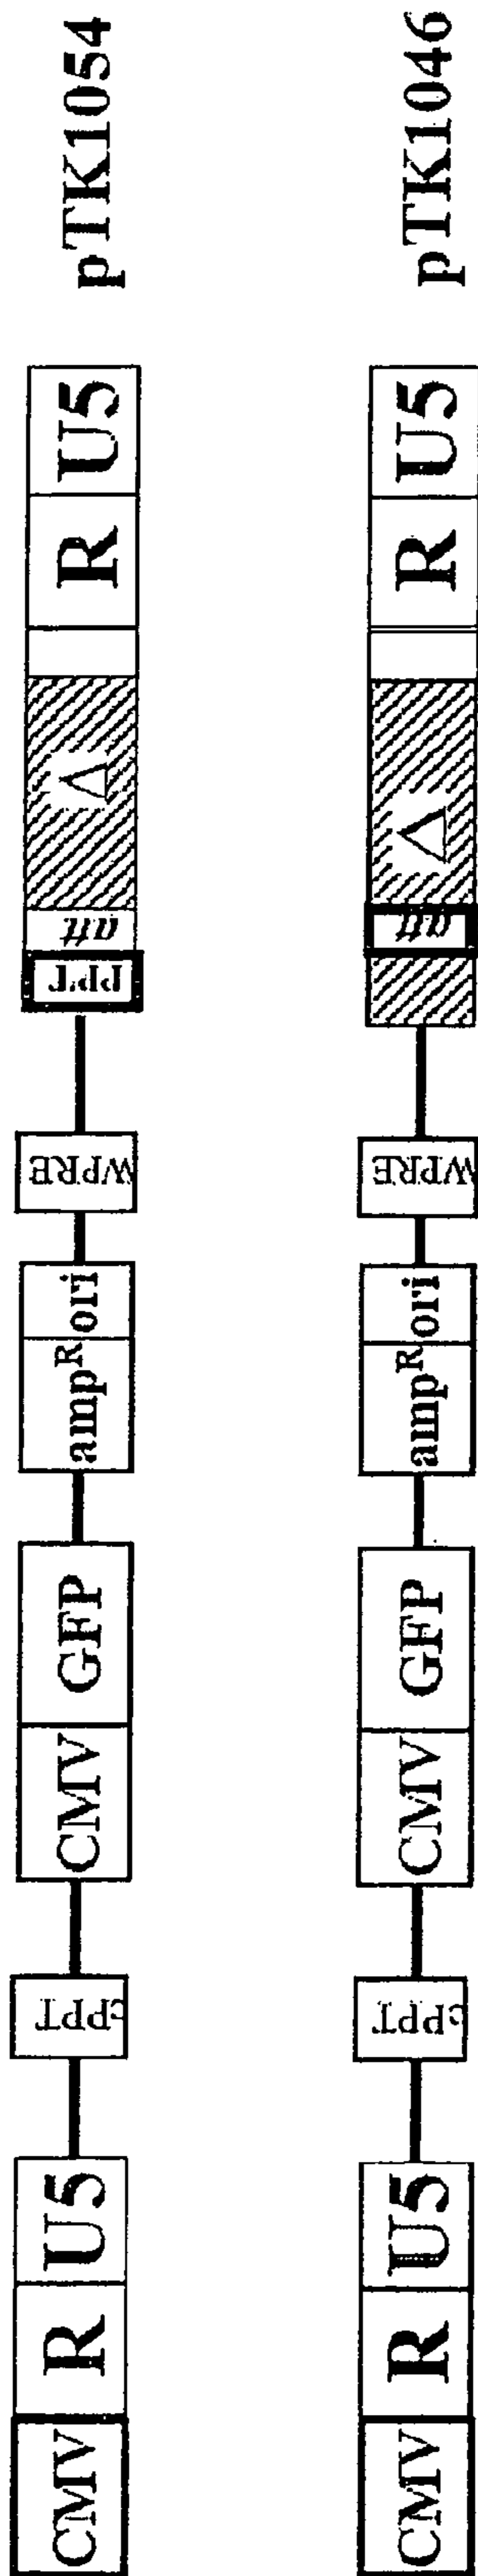 CMV R U5 cPPT CMV GFP amp^R ori WPRE PPT att Δ R U5 pTK1054
CMV R U5 cPPT CMV GFP amp^R ori WPRE att Δ R U5 pTK1046